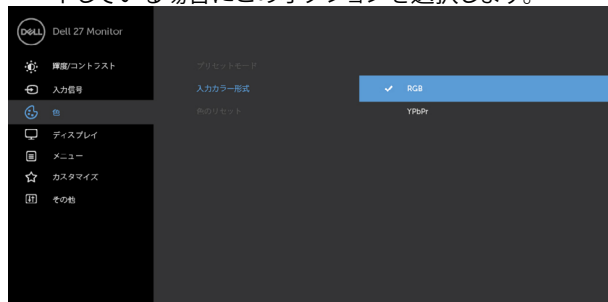 している場合にこのオプションを選択します。
DELL
Dell 27 Monitor
輝度/コントラスト
プリセットモード
入力信号
入力カラー形式
RGB
色
色のリセット
YPbPr
ディスプレイ
メニュー
カスタマイズ
その他